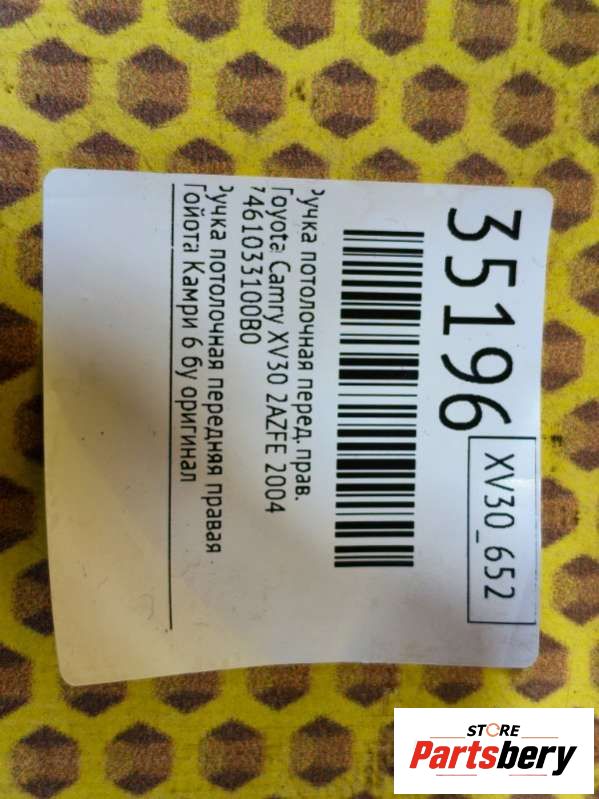 35196
XV30_652
Ручка потолочная перед. прав.
Toyota Camry XV30 2AZFE 2004
7461033100B0
Ручка потолочная передняя правая
Тойота Камри 6 бу оригинал
STORE
Partsbery